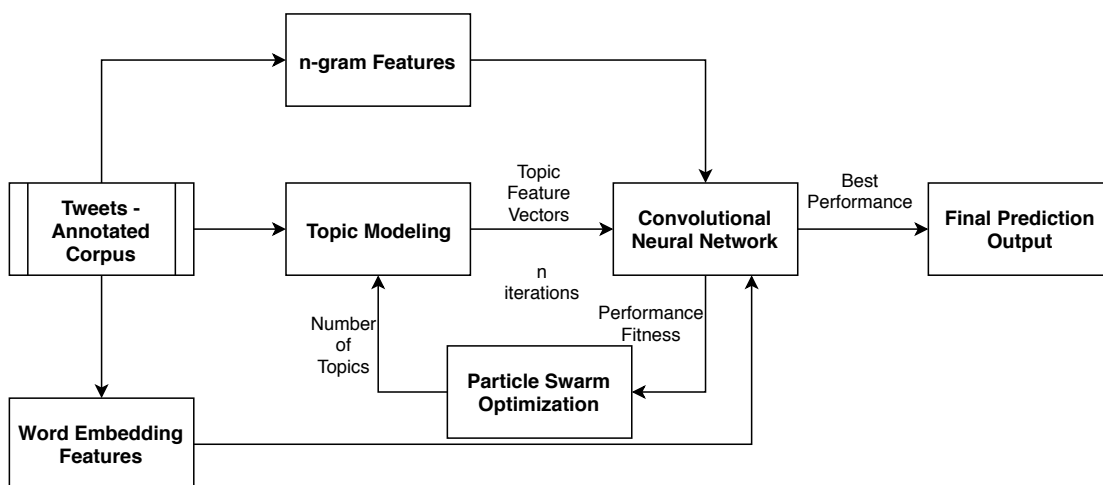 n-gram Features
Tweets -
Annotated
Corpus
Topic Modeling
Topic
Feature
Vectors
Convolutional
Neural Network
Best
Performance
Final Prediction
Output
n
iterations
Number
of
Topics
Performance
Fitness
Particle Swarm
Optimization
Word Embedding
Features